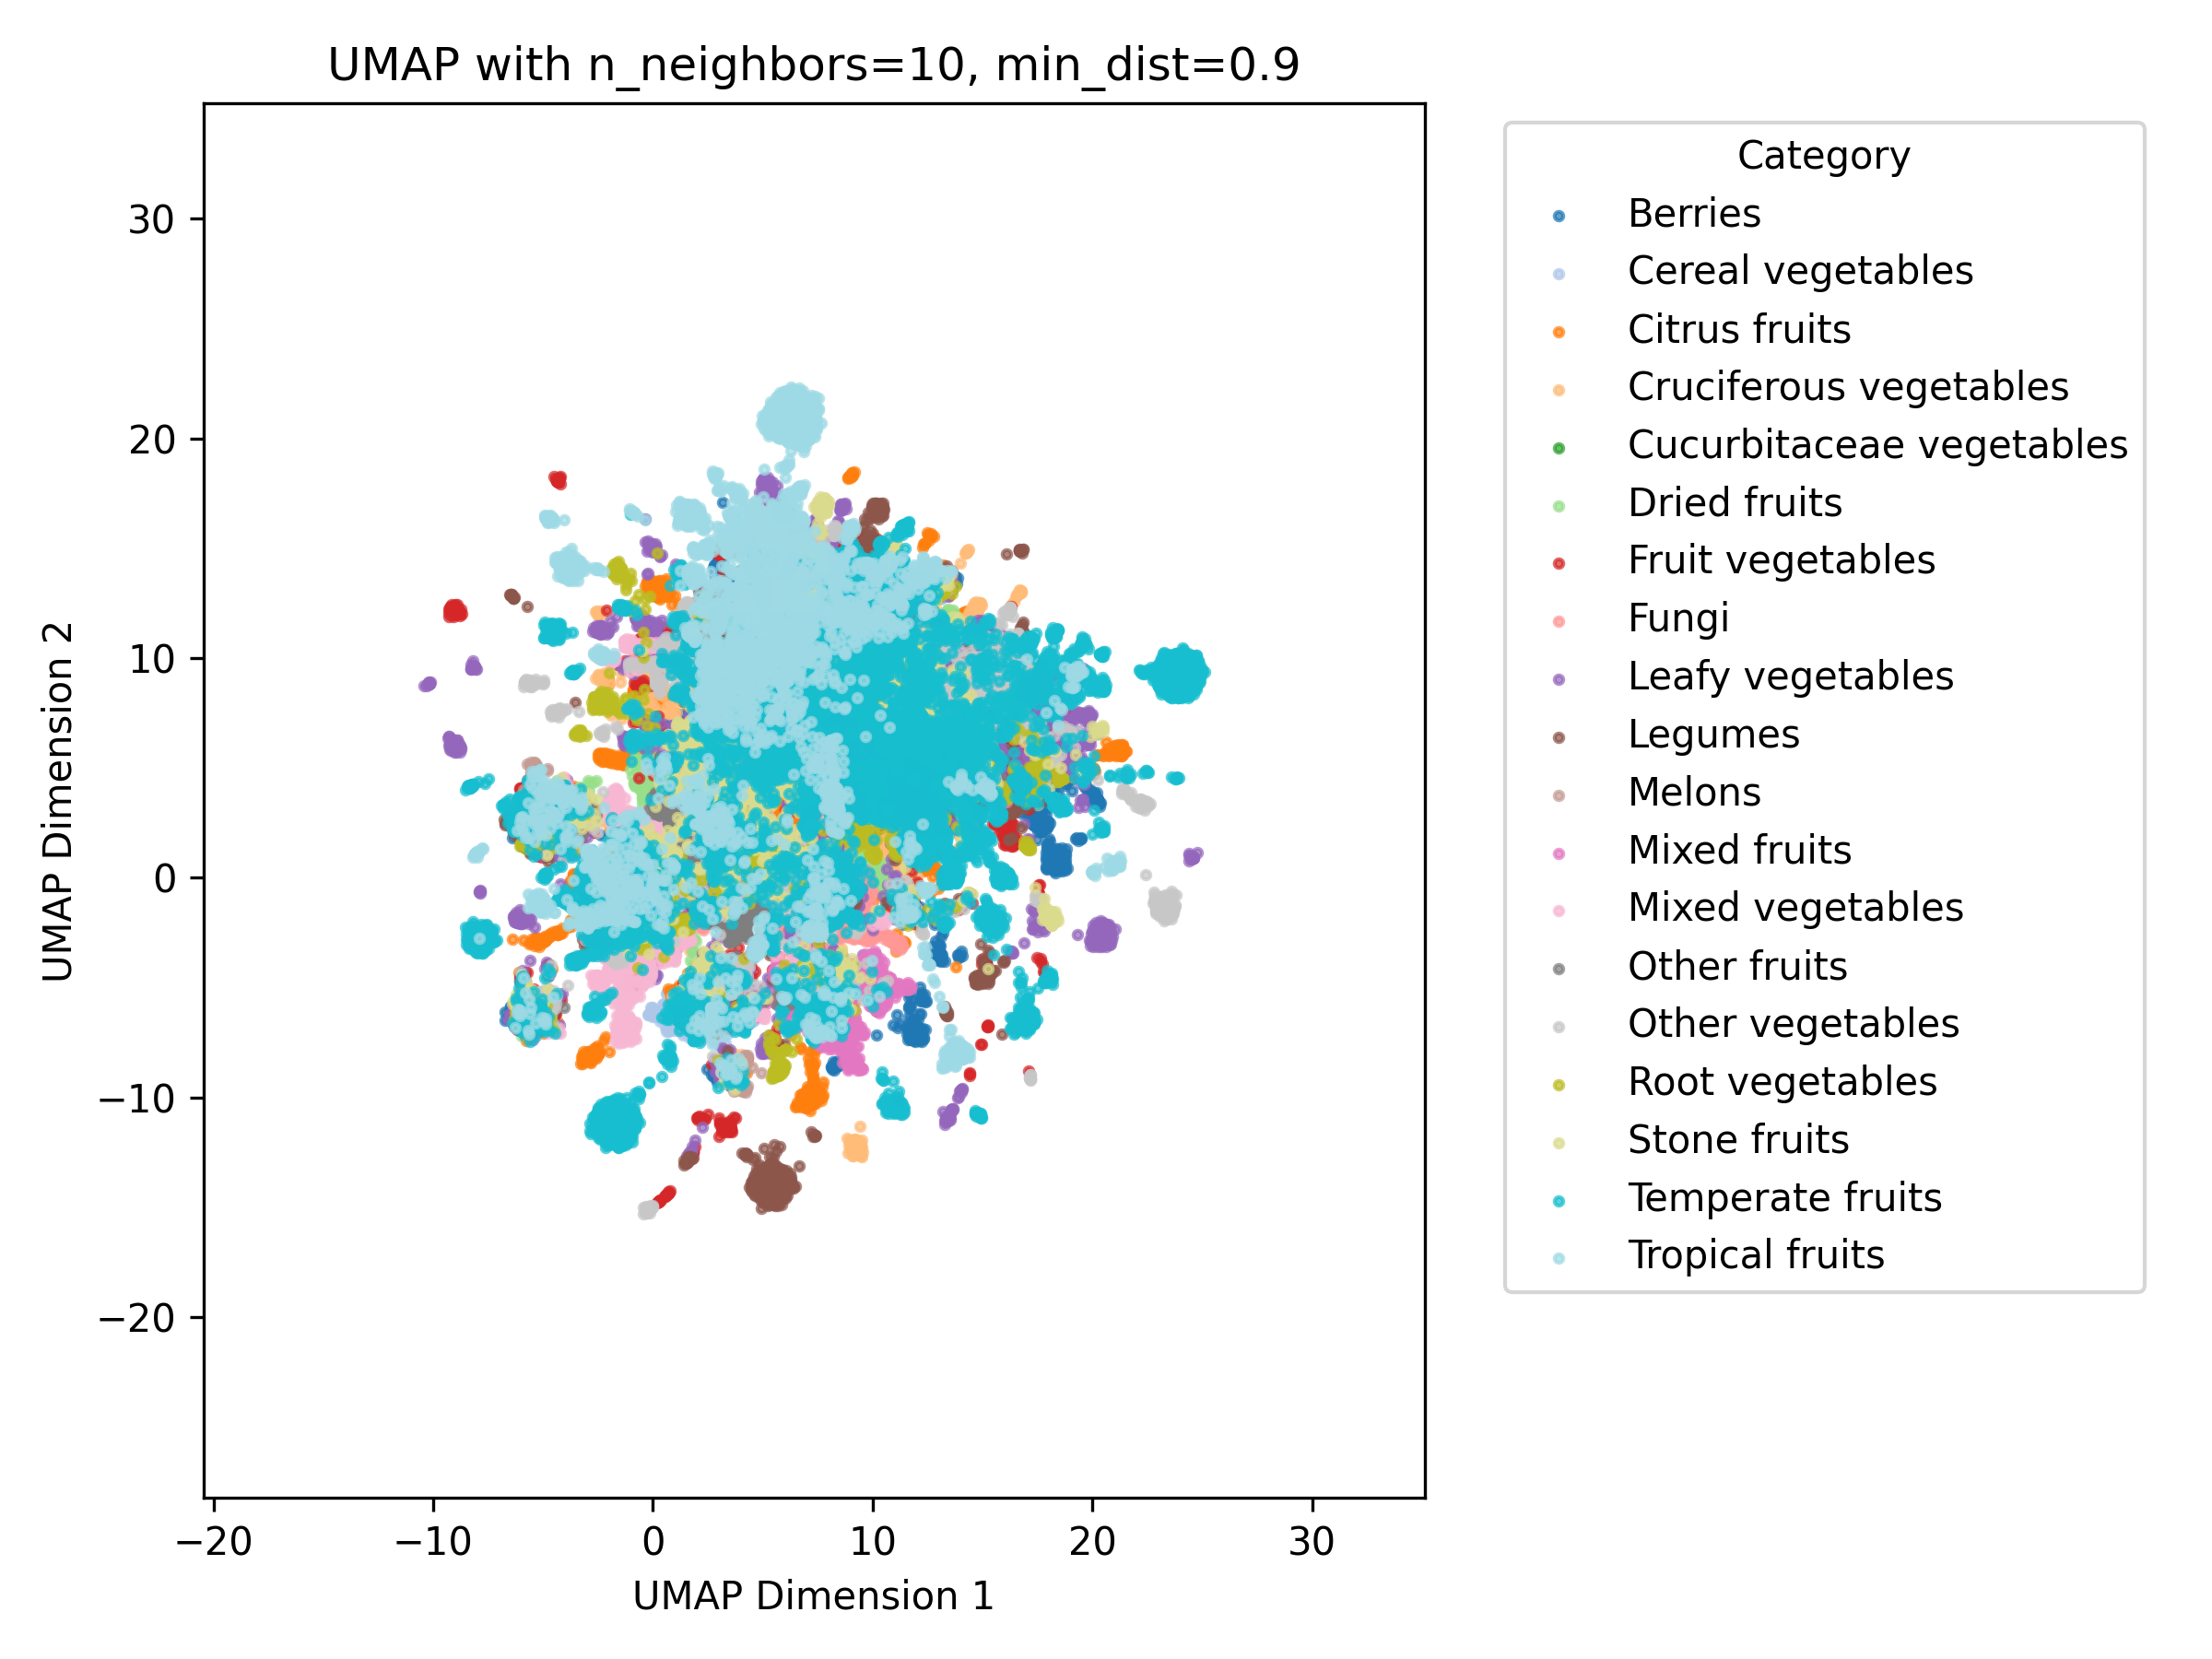 UMAP with n_neighbors=10, min_dist=0.9
UMAP Dimension 2
30
20
10
0
−10
−20
−20
−10
0
10
20
30
UMAP Dimension 1
Category
Berries
Cereal vegetables
Citrus fruits
Cruciferous vegetables
Cucurbitaceae vegetables
Dried fruits
Fruit vegetables
Fungi
Leafy vegetables
Legumes
Melons
Mixed fruits
Mixed vegetables
Other fruits
Other vegetables
Root vegetables
Stone fruits
Temperate fruits
Tropical fruits